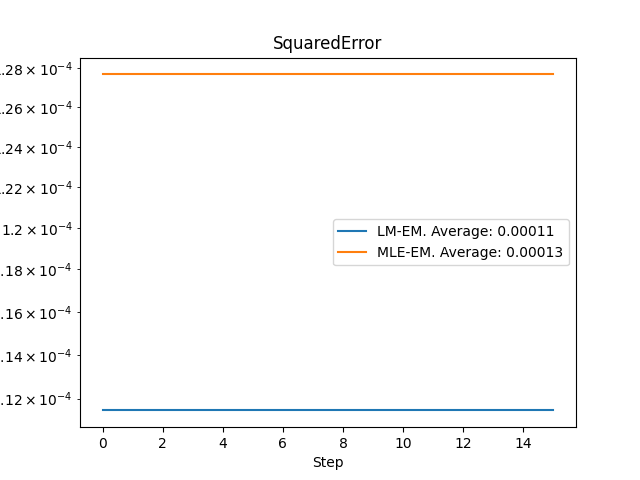 SquaredError
.28 × 10⁻⁴
.26 × 10⁻⁴
.24 × 10⁻⁴
.22 × 10⁻⁴
1.2 × 10⁻⁴
.18 × 10⁻⁴
.16 × 10⁻⁴
.14 × 10⁻⁴
.12 × 10⁻⁴
LM-EM. Average: 0.00011
MLE-EM. Average: 0.00013
0 2 4 6 8 10 12 14
Step